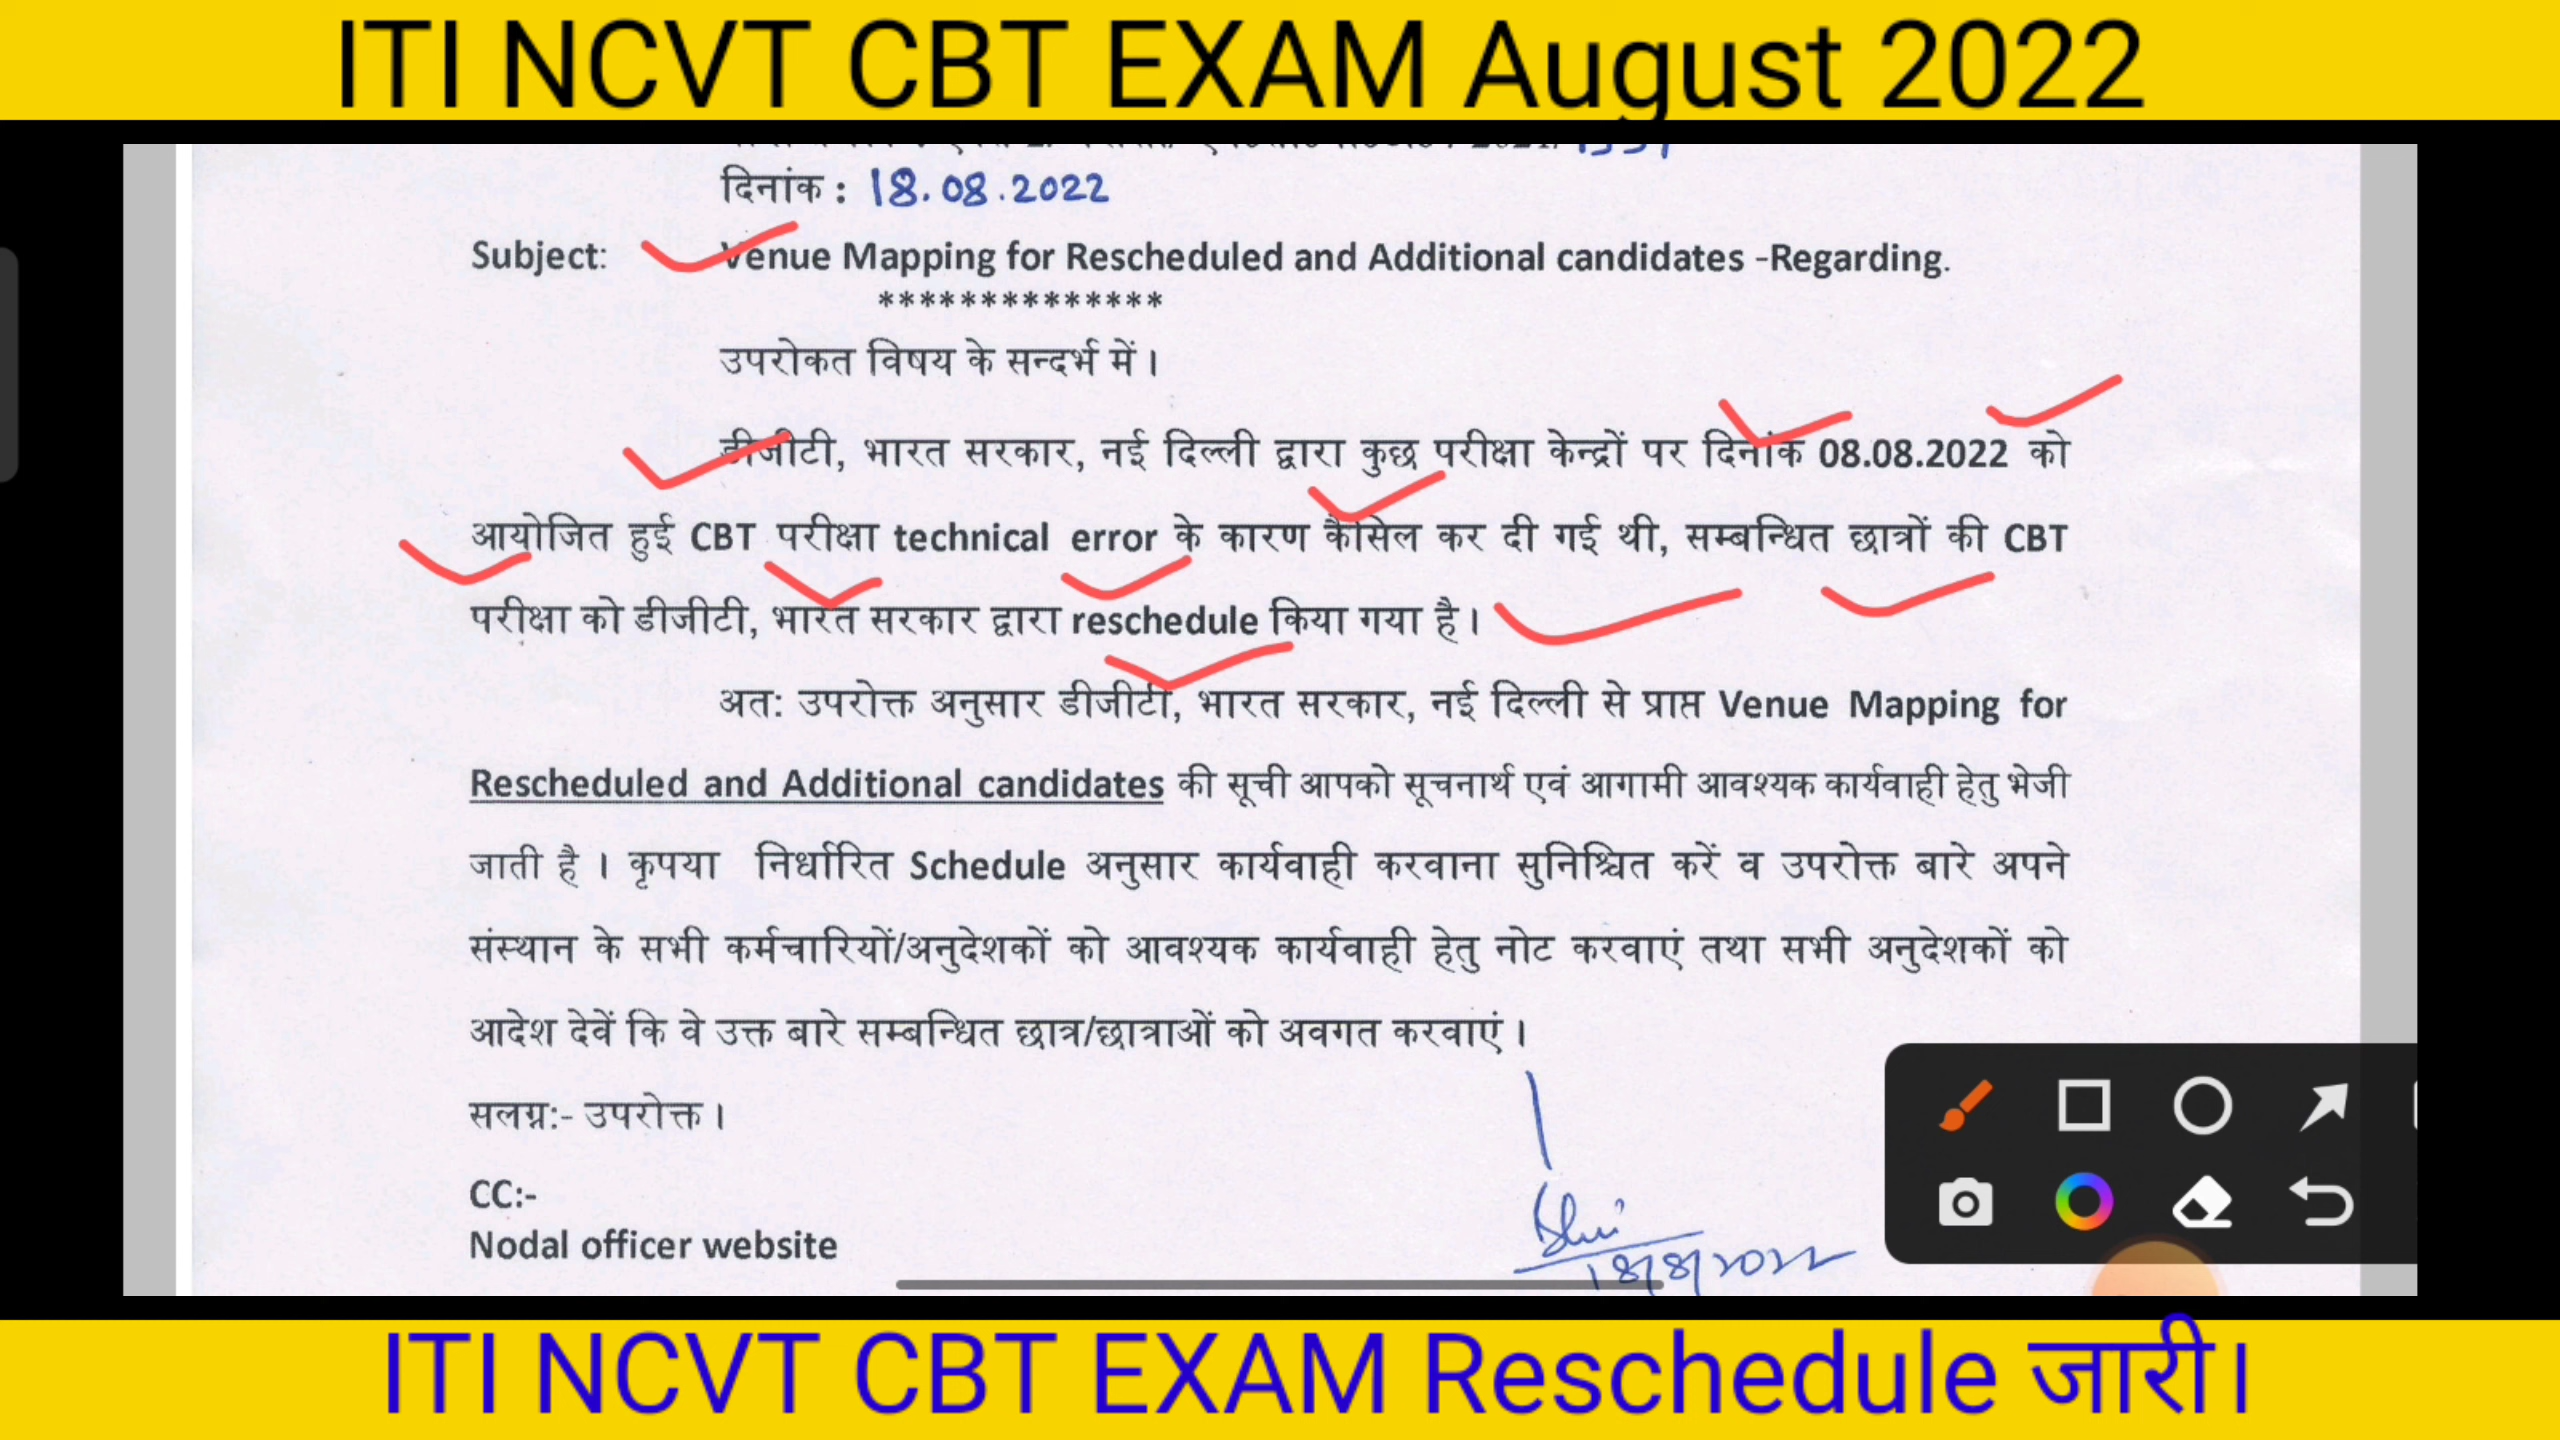 ITI NCVT CBT EXAM August 2022
दिनांक : 18.08.2022
Subject: Venue Mapping for Rescheduled and Additional candidates -Regarding.
**************
उपरोकत विषय के सन्दर्भ में।
डीजीटी, भारत सरकार, नई दिल्ली द्वारा कुछ परीक्षा केन्द्रों पर दिनांक 08.08.2022 को
आयोजित हुई CBT परीक्षा technical error के कारण कैंसिल कर दी गई थी, सम्बन्धित छात्रों की CBT
परीक्षा को डीजीटी, भारत सरकार द्वारा reschedule किया गया है।
अत: उपरोक्त अनुसार डीजीटी, भारत सरकार, नई दिल्ली से प्राप्त Venue Mapping for
Rescheduled and Additional candidates की सूची आपको सूचनार्थ एवं आगामी आवश्यक कार्यवाही हेतु भेजी
जाती है । कृपया निर्धारित Schedule अनुसार कार्यवाही करवाना सुनिश्चित करें व उपरोक्त बारे अपने
संस्थान के सभी कर्मचारियों/अनुदेशकों को आवश्यक कार्यवाही हेतु नोट करवाएं तथा सभी अनुदेशकों को
आदेश देवें कि वे उक्त बारे सम्बन्धित छात्र/छात्राओं को अवगत करवाएं ।
सलग्न:- उपरोक्त ।
CC:-
Nodal officer website
18/8/2022
ITI NCVT CBT EXAM Reschedule जारी।